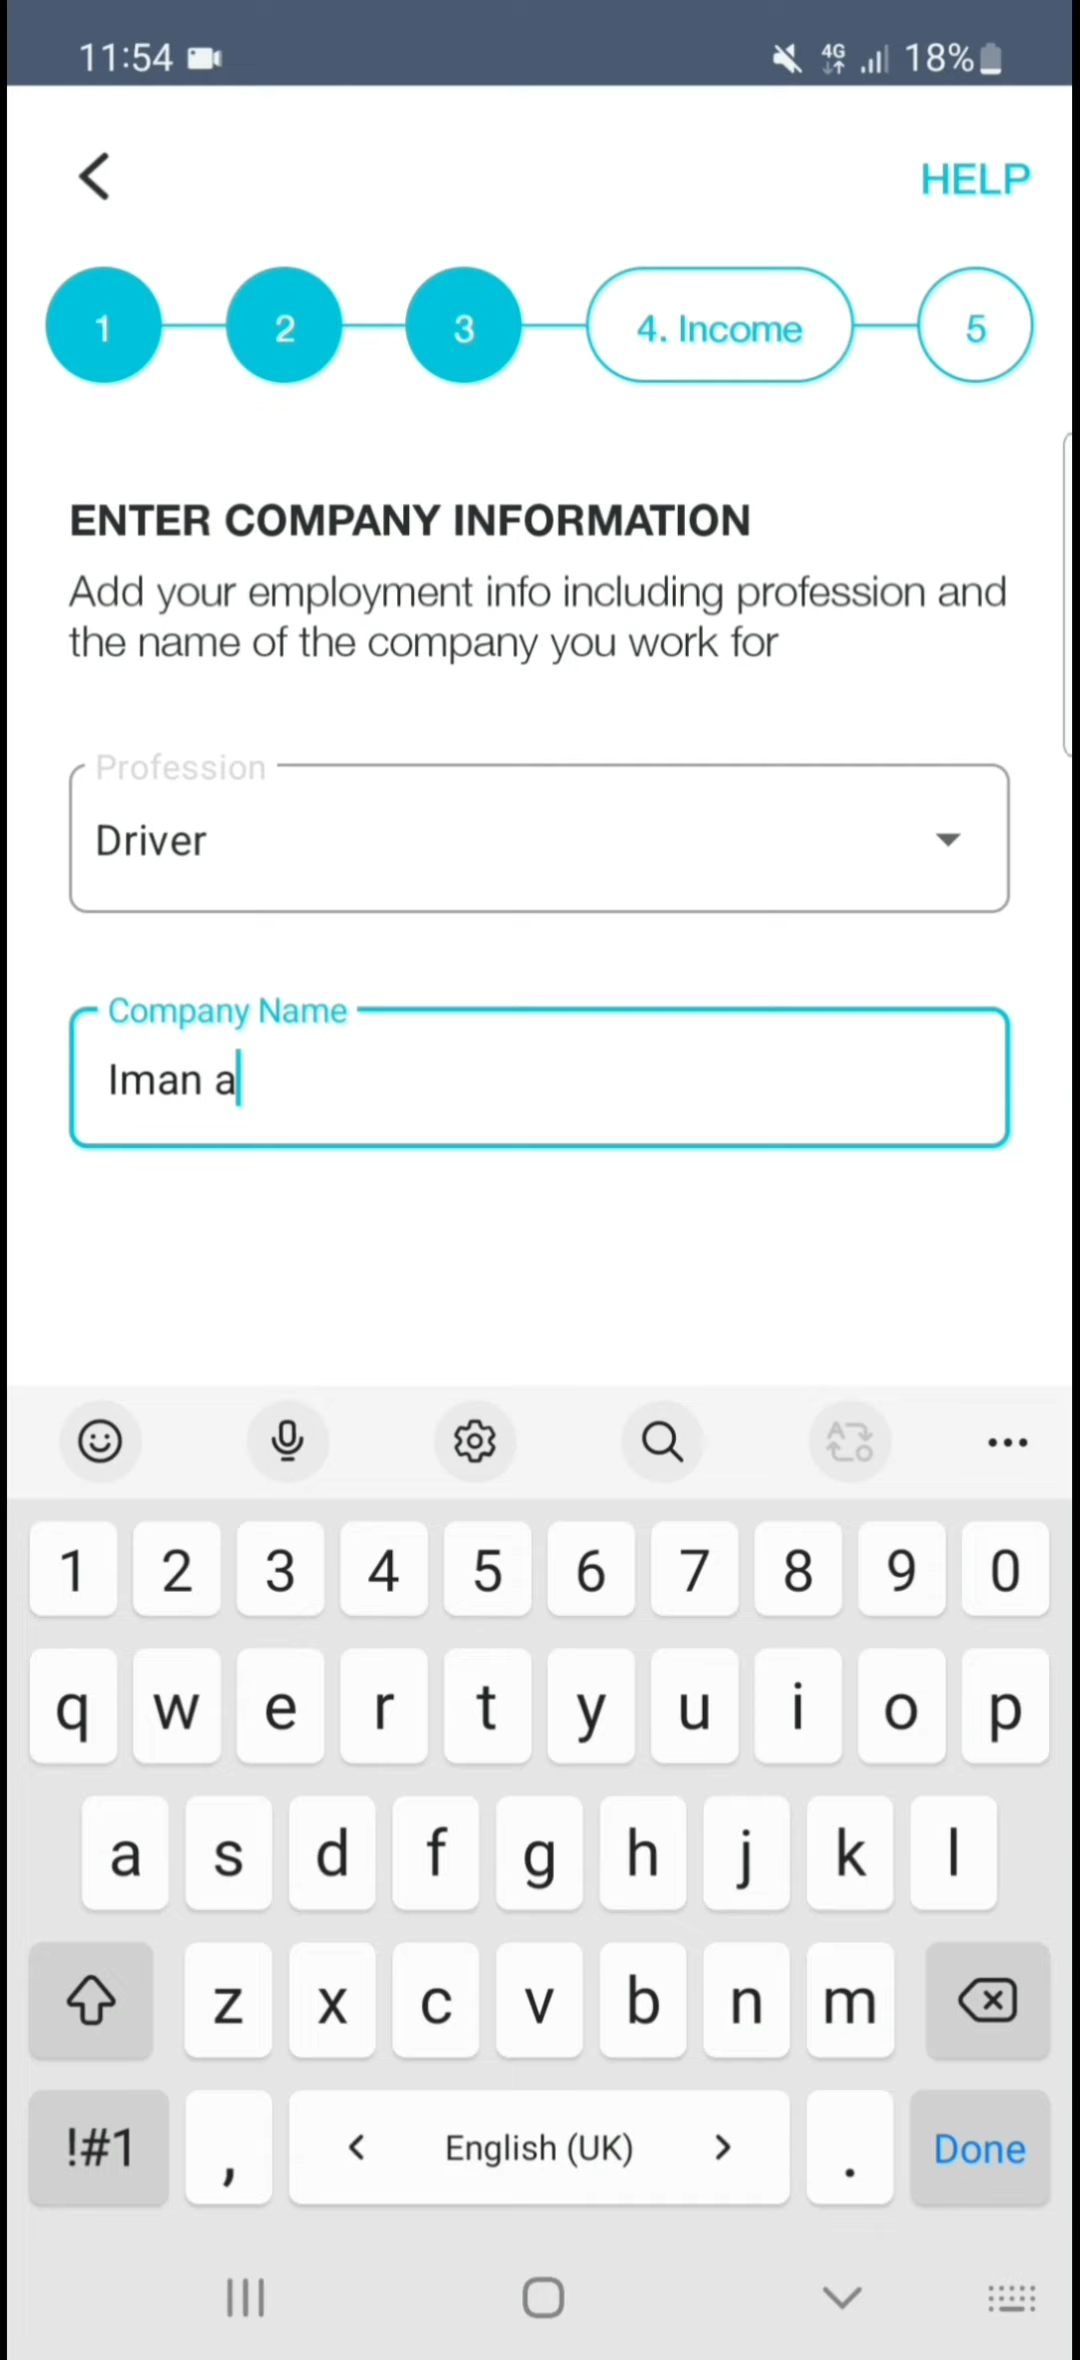 11:54 4G 18%
HELP
1 2 3 4. Income 5
ENTER COMPANY INFORMATION
Add your employment info including profession and
the name of the company you work for
Profession
Driver
Company Name
Iman a
1 2 3 4 5 6 7 8 9 0
q w e r t y u i o p
a s d f g h j k l
z x c v b n m
!#1 , < English (UK) > . Done